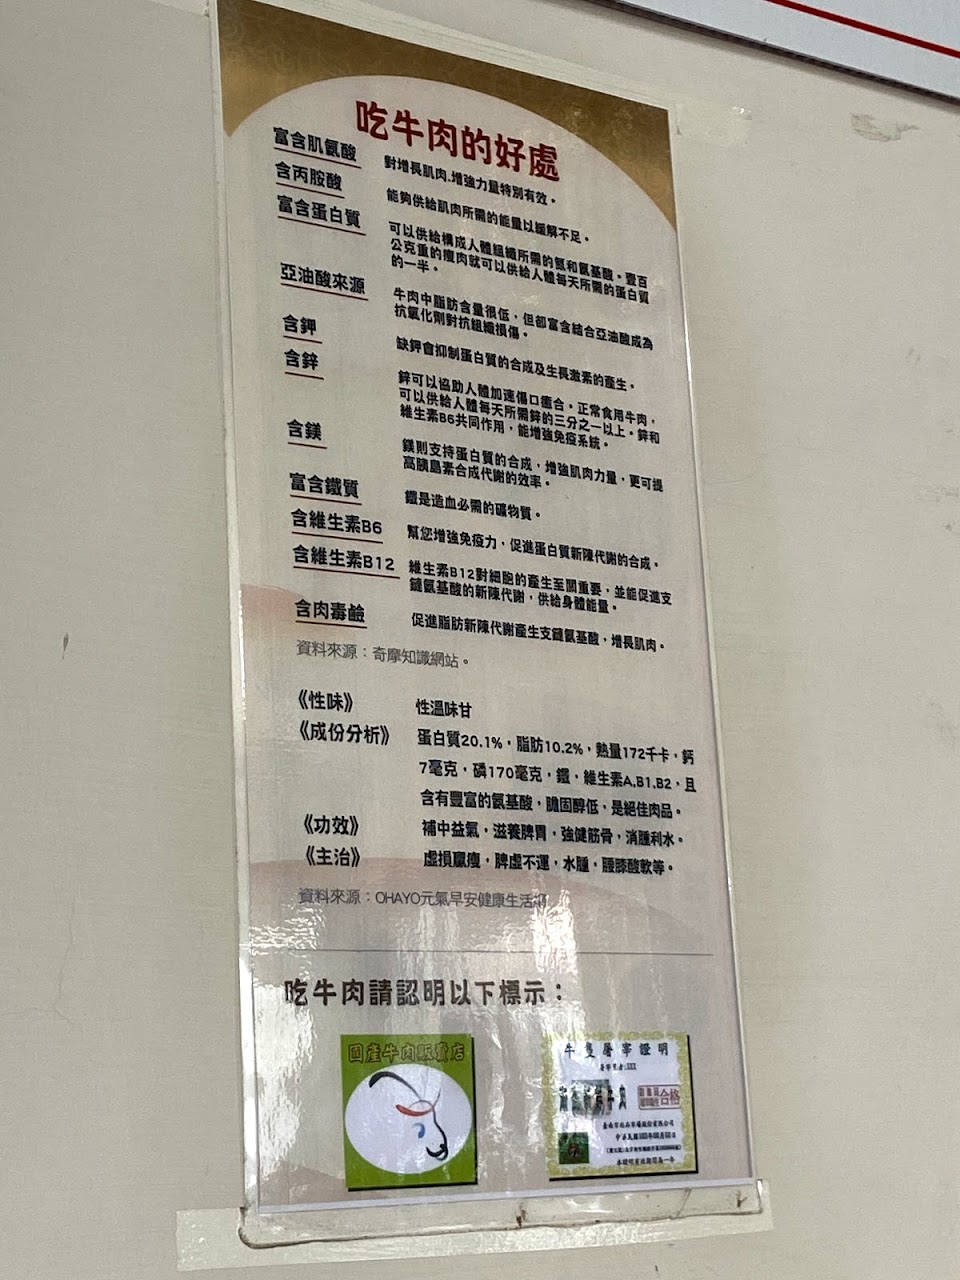 吃牛肉的好處
富含肌氨酸 對增長肌肉.增強力量特別有效。
含丙胺酸 能夠供給肌肉所需的能量以緩解不足。
富含蛋白質 可以供給構成人體組織所需的氮和氨基酸。壹百
公克重的瘦肉就可以供給人體每天所需的蛋白質
的一半。
亞油酸來源 牛肉中脂肪含量很低，但卻富含結合亞油酸成為
抗氧化劑對抗組織損傷。
含鉀 缺鉀會抑制蛋白質的合成及生長激素的產生。
含鋅 鋅可以協助人體加速傷口癒合。正常食用牛肉，
可以供給人體每天所需鋅的三分之一以上。鋅和
維生素B6共同作用，能增強免疫系統。
含鎂 鎂則支持蛋白質的合成，增強肌肉力量，更可提
高胰島素合成代謝的效率。
富含鐵質 鐵是造血必需的礦物質。
含維生素B6 幫您增強免疫力，促進蛋白質新陳代謝的合成。
含維生素B12 維生素B12對細胞的產生至關重要，並能促進支
鏈氨基酸的新陳代謝，供給身體能量。
含肉毒鹼 促進脂肪新陳代謝產生支鏈氨基酸，增長肌肉。
資料來源：奇摩知識網站。
《性味》 性溫味甘
《成份分析》 蛋白質20.1%，脂肪10.2%，熱量172千卡，鈣
7毫克，磷170毫克，鐵，維生素A,B1,B2，且
含有豐富的氨基酸，膽固醇低，是絕佳肉品。
《功效》 補中益氣，滋養脾胃，強健筋骨，消腫利水。
《主治》 虛損羸瘦，脾虛不運，水腫，腰膝酸軟等。
資料來源：OHAYO元氣早安健康生活網
吃牛肉請認明以下標示：
國產牛肉販賣店
牛隻屠宰證明
合格